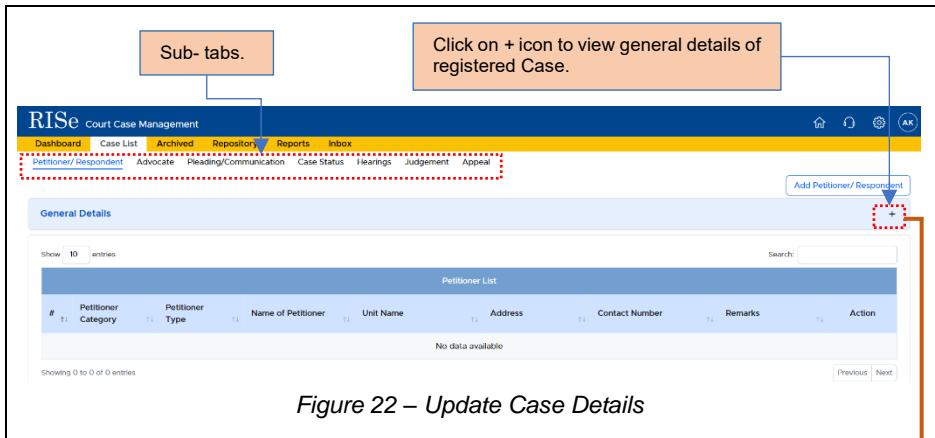 Sub- tabs.
Click on + icon to view general details of
registered Case.
RISe Court Case Management
AK
Dashboard Case List Archived Repository Reports Inbox
Petitioner/ Respondent Advocate Pleading/Communication Case Status Hearings Judgement Appeal
Add Petitioner/ Respondent
General Details +
Show 10 entries Search:
Petitioner List
# Petitioner Category Petitioner Type Name of Petitioner Unit Name Address Contact Number Remarks Action
No data available
Showing 0 to 0 of 0 entries Previous Next
Figure 22 – Update Case Details